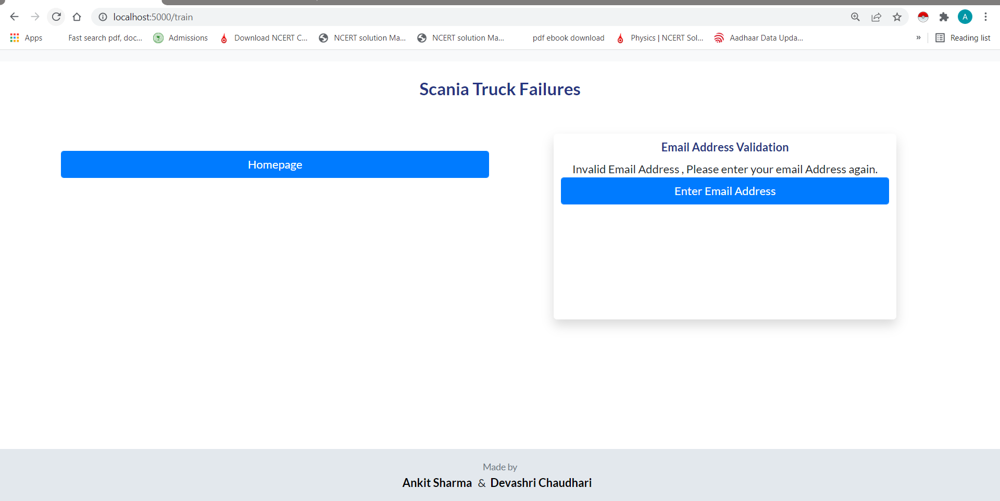 localhost:5000/train
A
Apps Fast search pdf, doc... Admissions Download NCERT C... NCERT solution Ma... NCERT solution Ma... pdf ebook download Physics | NCERT Sol... Aadhaar Data Upda... » Reading list
Scania Truck Failures
Homepage
Email Address Validation
Invalid Email Address , Please enter your email Address again.
Enter Email Address
Made by
Ankit Sharma & Devashri Chaudhari